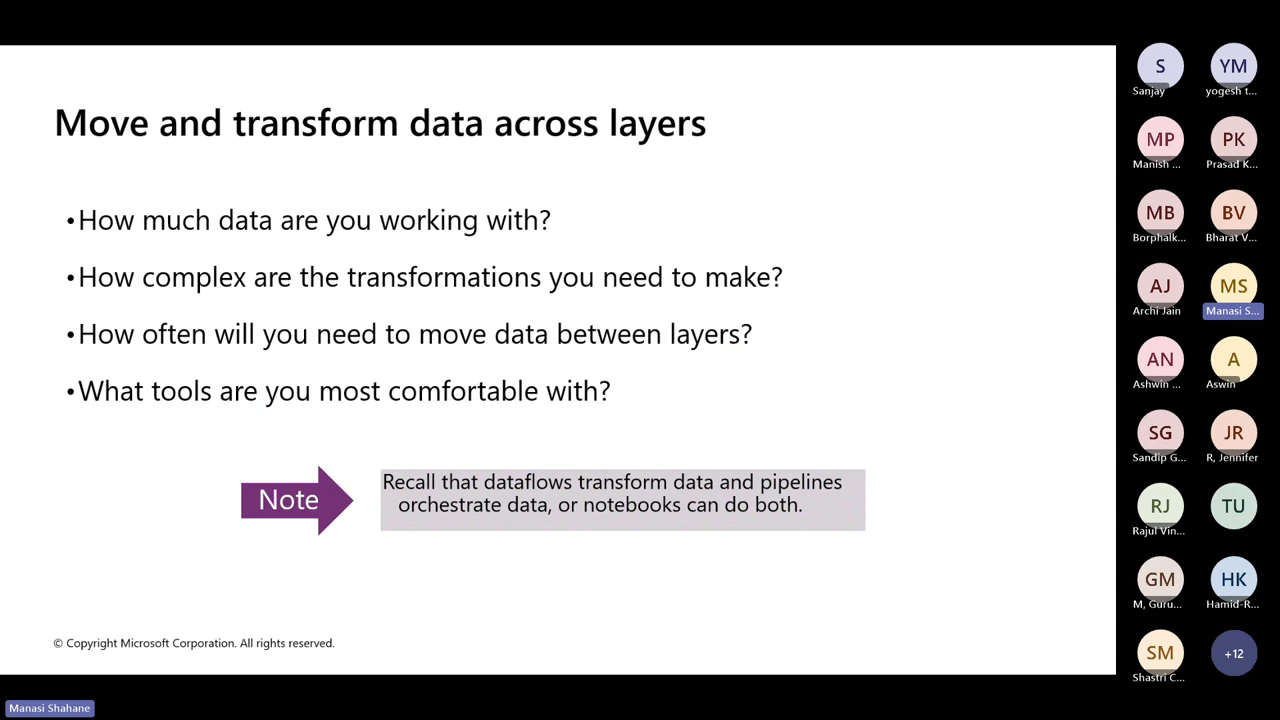 Move and transform data across layers
•How much data are you working with?
•How complex are the transformations you need to make?
•How often will you need to move data between layers?
•What tools are you most comfortable with?
Note
Recall that dataflows transform data and pipelines
orchestrate data, or notebooks can do both.
© Copyright Microsoft Corporation. All rights reserved.
Manasi Shahane
S
Sanjay
YM
yogesh t...
MP
Manish ...
PK
Prasad K...
MB
Borphalk...
BV
Bharat V...
AJ
Archi Jain
MS
Manasi S...
AN
Ashwin ...
A
Aswin
SG
Sandip G...
JR
R, Jennifer
RJ
Rajul Vin...
TU
GM
M, Guru...
HK
Hamid-R...
SM
Shastri C...
+12